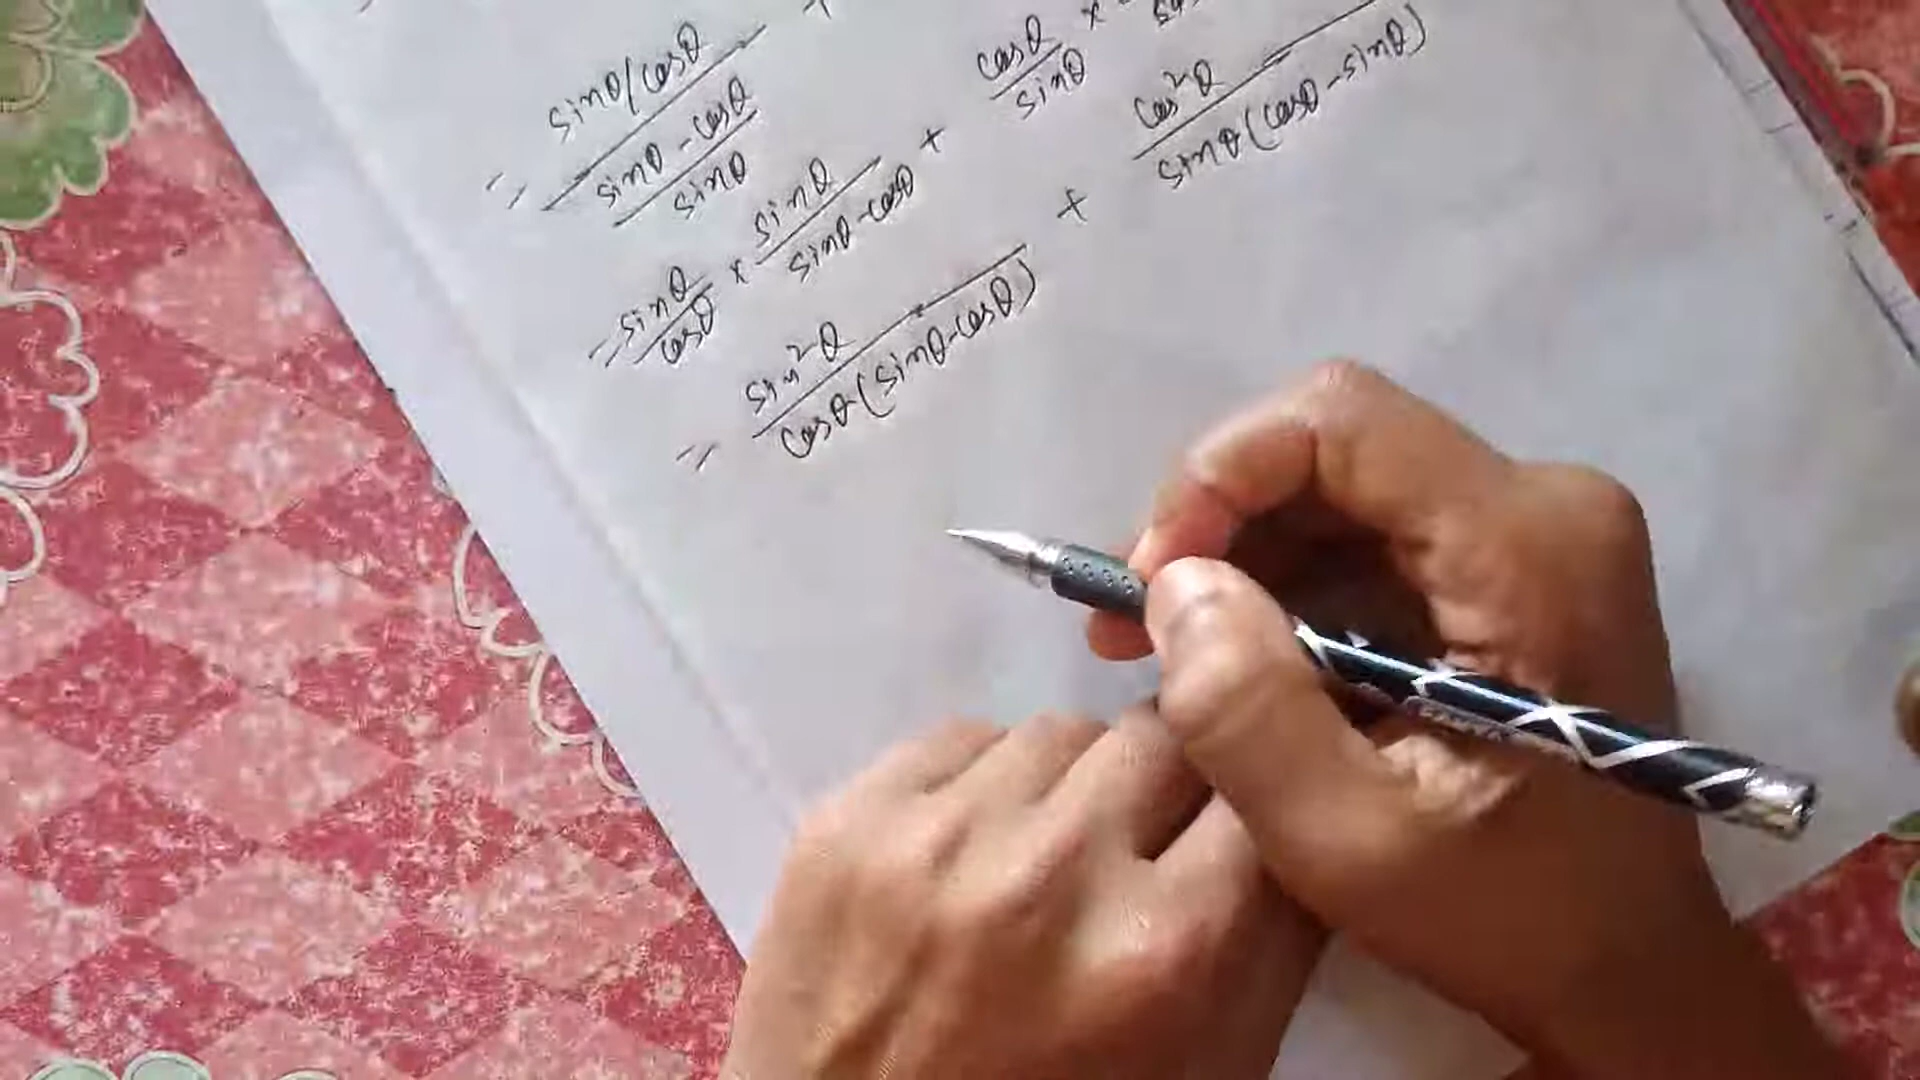 = (sinθ/cosθ)/((sinθ - cosθ)/sinθ) +
= sinθ/cosθ × sinθ/(sinθ-cosθ) + cosθ/sinθ ×
= sin²θ/(cosθ(sinθ-cosθ)) + cos²θ/(sinθ(cosθ-sinθ))